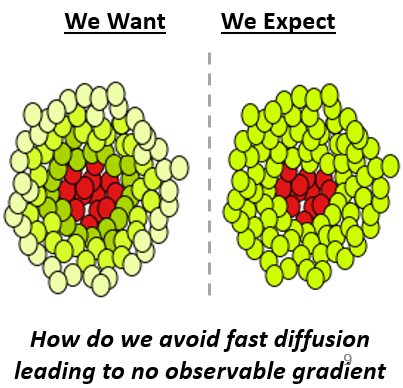 We Want
We Expect
How do we avoid fast diffusion
leading to no observable gradient
9